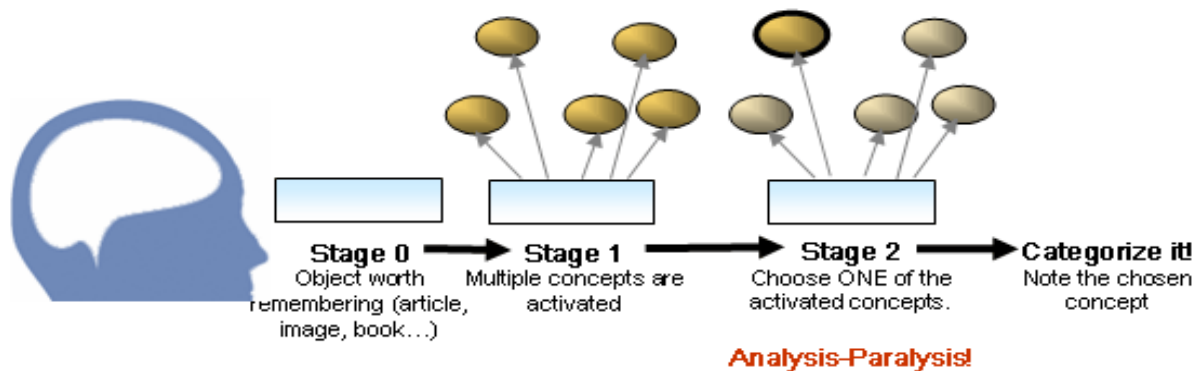 Stage 0
Object worth
remembering (article,
image, book...)
Stage 1
Multiple concepts are
activated
Stage 2
Choose ONE of the
activated concepts.
Analysis-Paralysis!
Categorize it!
Note the chosen
concept